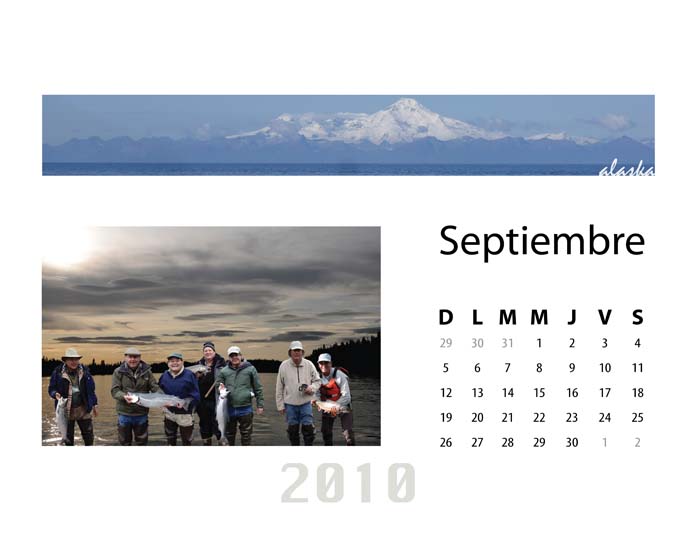 alaska
Septiembre
D L M M J V S
29 30 31 1 2 3 4
5 6 7 8 9 10 11
12 13 14 15 16 17 18
19 20 21 22 23 24 25
26 27 28 29 30 1 2
2010